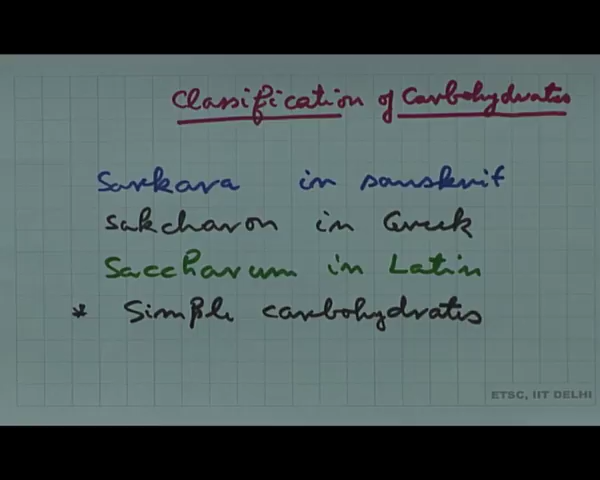 Classification of Carbohydrates
Sarkara in sanskrit
sakcharon in Greek
Saccharum in Latin
* Simple carbohydrates
ETSC, IIT DELHI